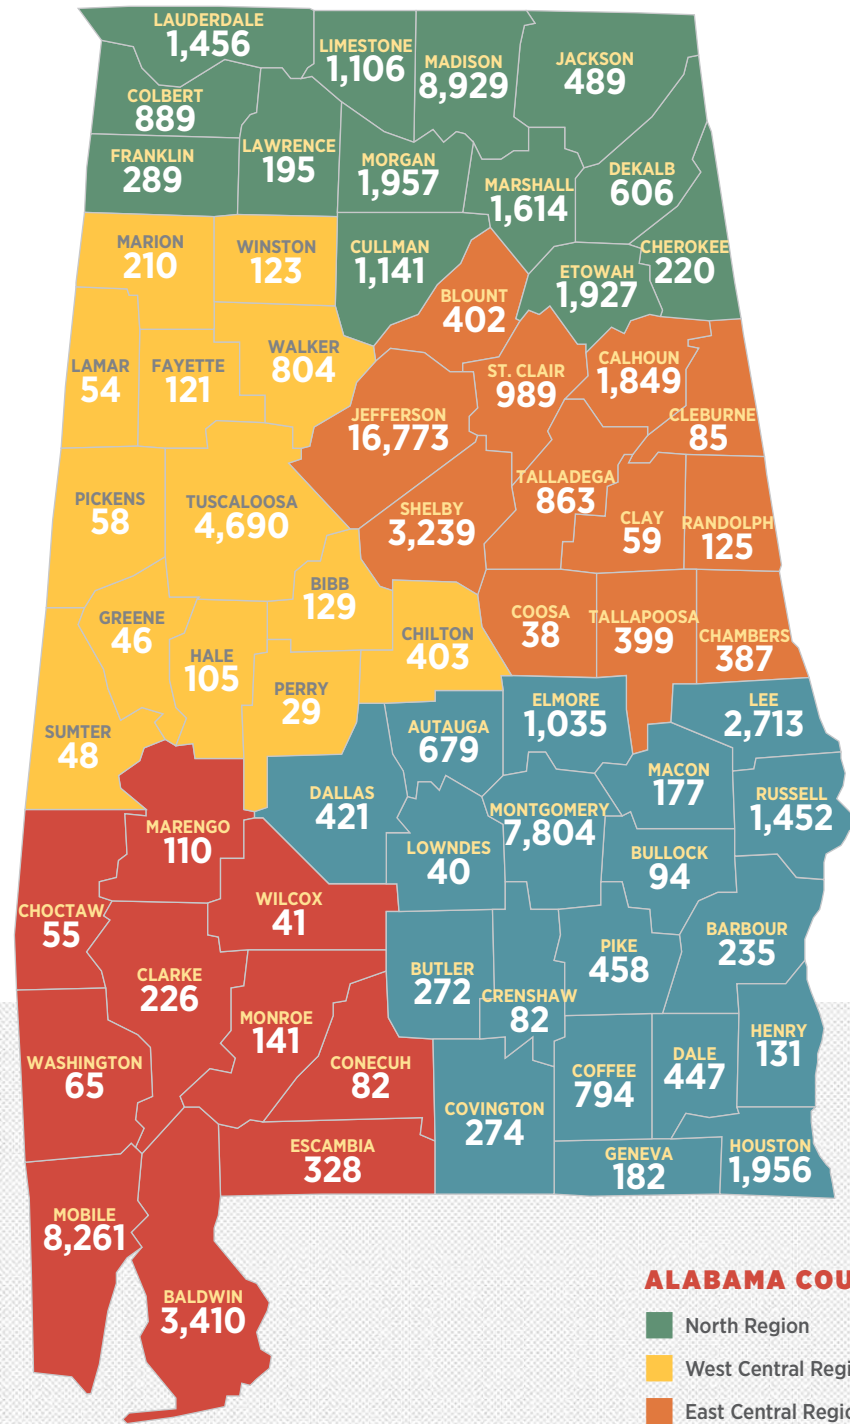 LAUDERDALE
1,456
LIMESTONE
1,106
MADISON
8,929
JACKSON
489
COLBERT
889
FRANKLIN
289
LAWRENCE
195
MORGAN
1,957
MARSHALL
1,614
DEKALB
606
CHEROKEE
220
MARION
210
WINSTON
123
CULLMAN
1,141
ETOWAH
1,927
BLOUNT
402
LAMAR
54
FAYETTE
121
WALKER
804
ST. CLAIR
989
CALHOUN
1,849
JEFFERSON
16,773
CLEBURNE
85
PICKENS
58
TUSCALOOSA
4,690
SHELBY
3,239
TALLADEGA
863
CLAY
59
RANDOLPH
125
BIBB
129
GREENE
46
HALE
105
CHILTON
403
COOSA
38
TALLAPOOSA
399
CHAMBERS
387
PERRY
29
SUMTER
48
AUTAUGA
679
ELMORE
1,035
LEE
2,713
DALLAS
421
MACON
177
RUSSELL
1,452
MARENGO
110
LOWNDES
40
MONTGOMERY
7,804
BULLOCK
94
CHOCTAW
55
WILCOX
41
CLARKE
226
BUTLER
272
CRENSHAW
82
PIKE
458
BARBOUR
235
MONROE
141
WASHINGTON
65
CONECUH
82
COFFEE
794
DALE
447
HENRY
131
COVINGTON
274
ESCAMBIA
328
GENEVA
182
HOUSTON
1,956
MOBILE
8,261
BALDWIN
3,410
ALABAMA COU
North Region
West Central Regi
East Central Regio